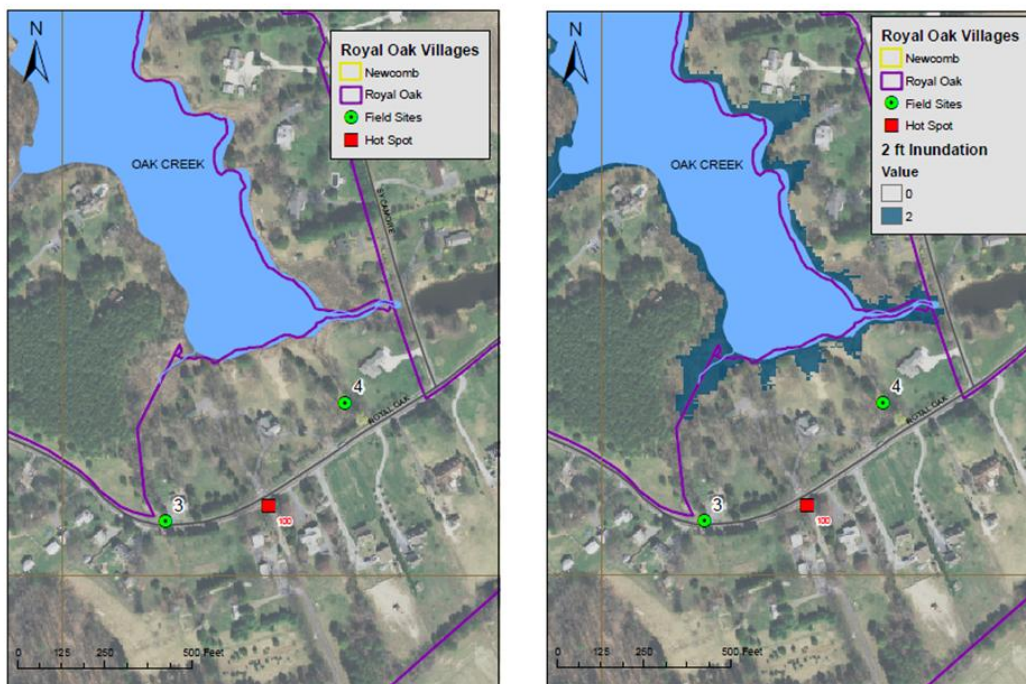 N
Royal Oak Villages
Newcomb
Royal Oak
Field Sites
Hot Spot
OAK CREEK
SYCAMORE
4
ROYAL OAK
3
100
0 125 250 500 Feet
N
Royal Oak Villages
Newcomb
Royal Oak
Field Sites
Hot Spot
2 ft Inundation
Value
0
2
OAK CREEK
4
ROYAL OAK
3
100
0 125 250 500 Feet